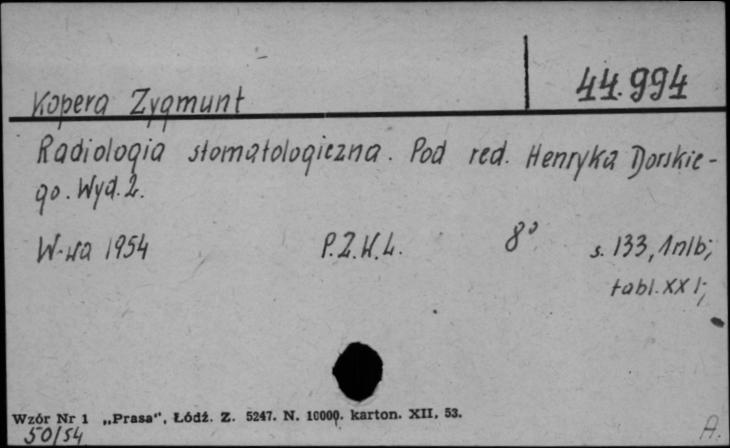 44.994
Kopera Zygmunt
Radiologia stomatologiczna. Pod red. Henryka Dorskie-
go. Wyd. 2.
W-wa 1954 P.Z.W.L. 8° s. 133, 1nlb;
tabl. XXI;
Wzór Nr 1 „Prasa", Łódź. Z. 5247. N. 10000. karton. XII. 53.
50/54 A.